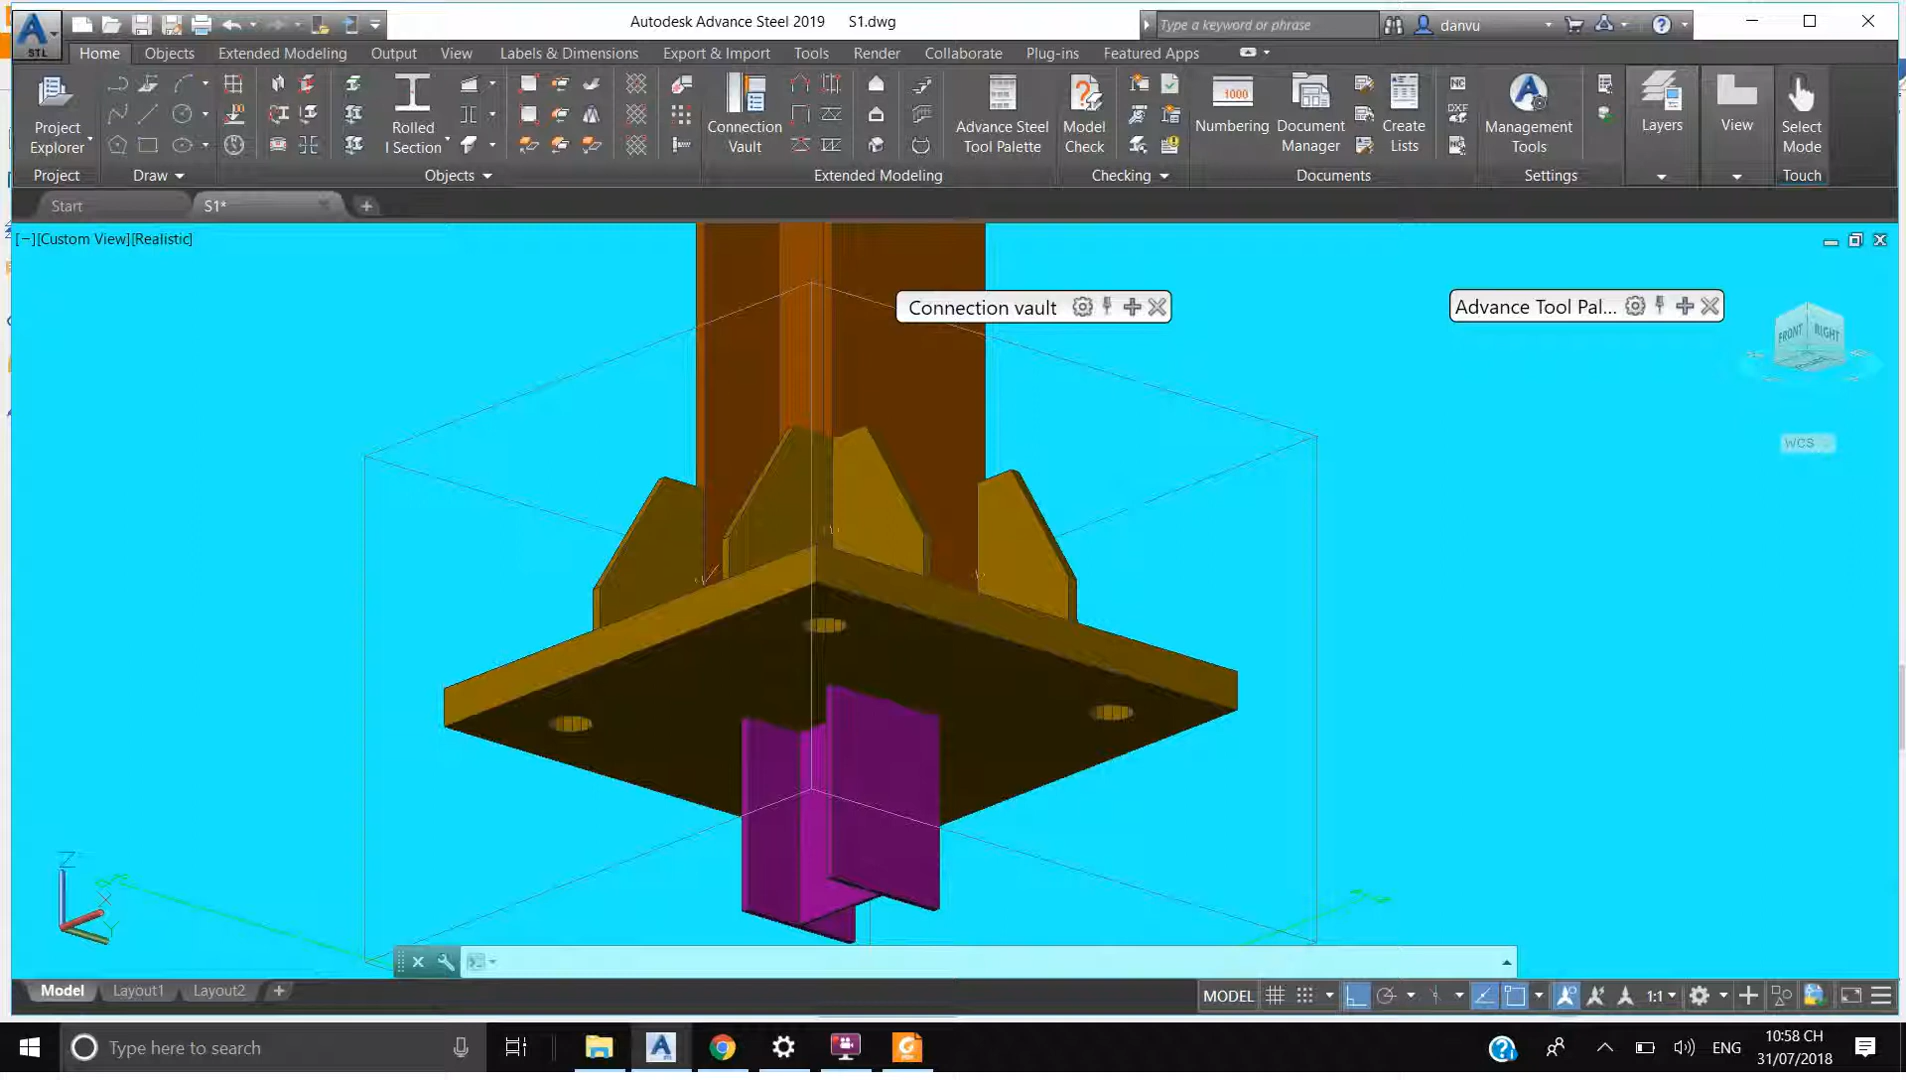 Autodesk Advance Steel 2019 S1.dwg
Type a keyword or phrase
danvu
STL
Home Objects Extended Modeling Output View Labels & Dimensions Export & Import Tools Render Collaborate Plug-ins Featured Apps
Project Explorer
Rolled I Section
Connection Vault
Advance Steel Tool Palette
Model Check
1000
Numbering
Document Manager
Create Lists
NC
DXF
Management Tools
Layers
View
Select Mode
Project Draw Objects Extended Modeling Checking Documents Settings Touch
Start S1*
[−][Custom View][Realistic]
Connection vault
Advance Tool Pal...
FRONT RIGHT
WCS
Z
X
Y
Model Layout1 Layout2
MODEL 1:1
Type here to search
ENG
10:58 CH
31/07/2018